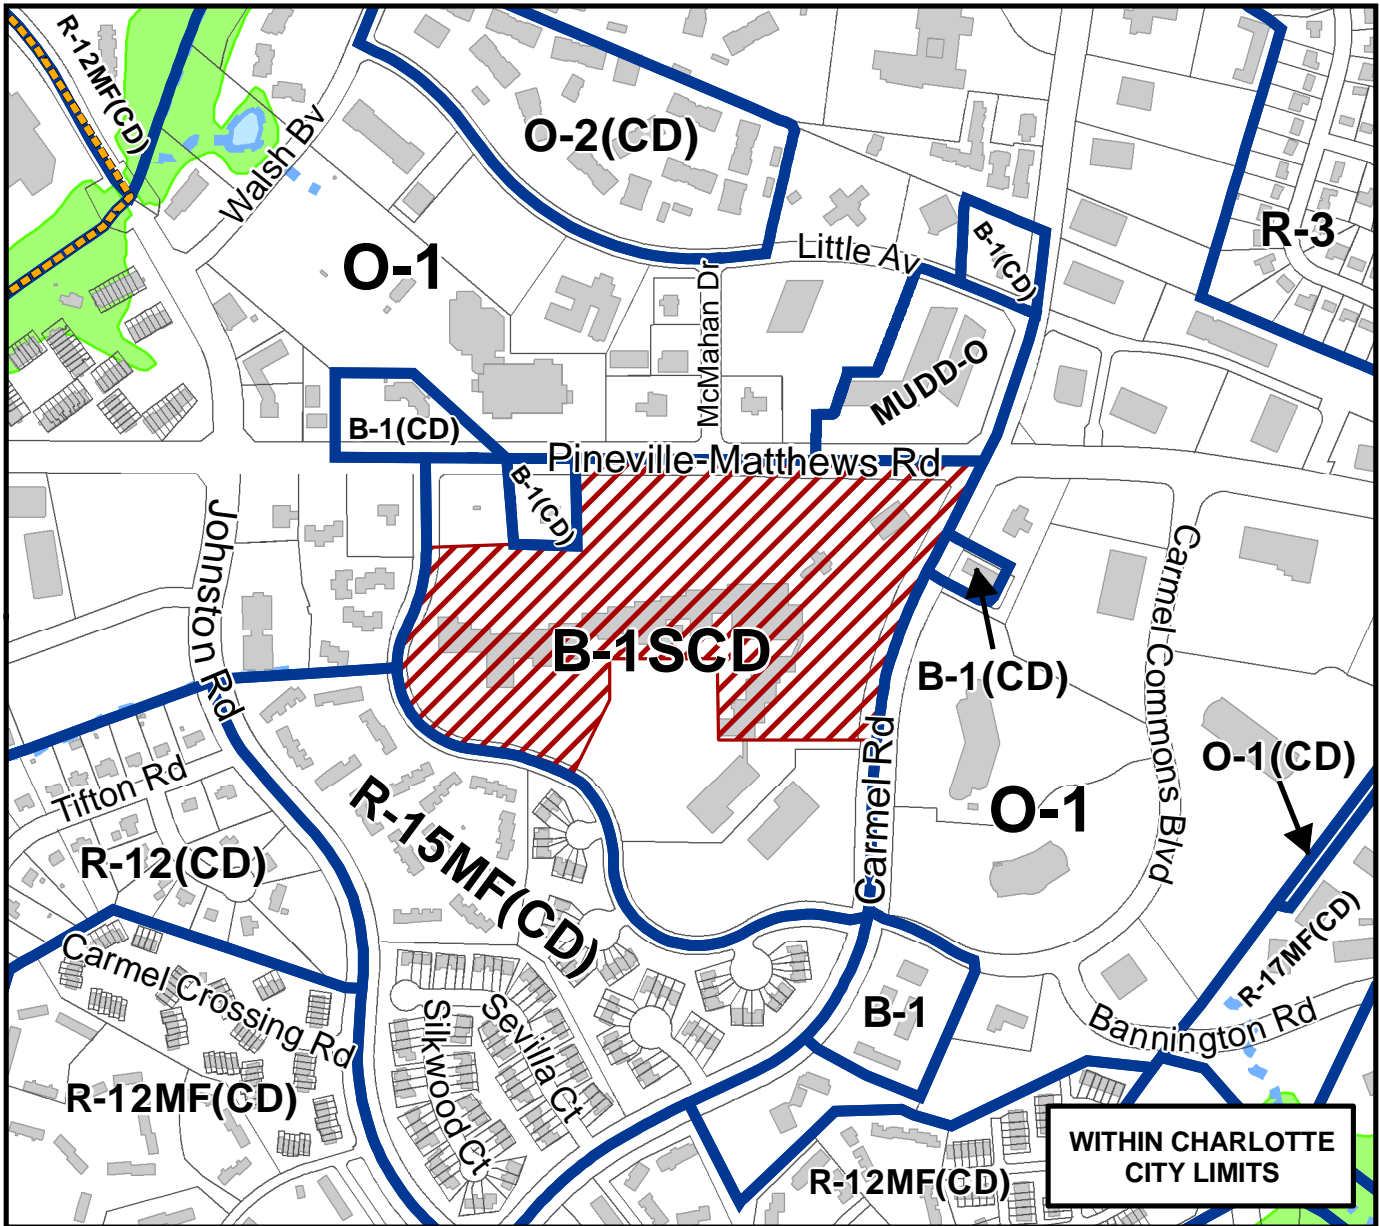 R-12MF(CD)
Walsh Bv
O-2(CD)
R-3
O-1
Little Av
B-1(CD)
McMahan Dr
MUDD-O
B-1(CD)
Pineville-Matthews Rd
B-1(CD)
Johnston Rd
Carmel Commons Blvd
B-1SCD
B-1(CD)
Carmel Rd
O-1(CD)
Tifton Rd
R-15MF(CD)
O-1
R-12(CD)
R-17MF(CD)
Carmel Crossing Rd
Silkwood Ct
Sevilla Ct
B-1
Bannington Rd
R-12MF(CD)
R-12MF(CD)
WITHIN CHARLOTTE
CITY LIMITS